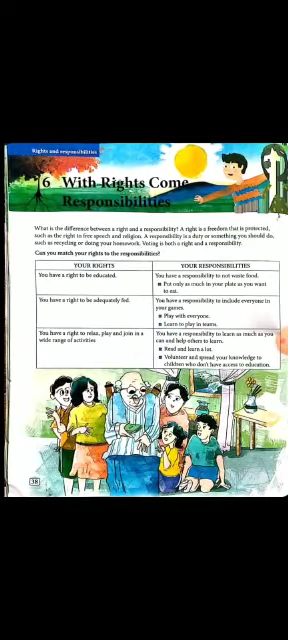 Rights and responsibilities
6 With Rights Come
Responsibilities
What is the difference between a right and a responsibility? A right is a freedom that is protected,
such as the right to free speech and religion. A responsibility is a duty or something you should do,
such as recycling or doing your homework. Voting is both a right and a responsibility.
Can you match your rights to the responsibilities?
YOUR RIGHTS
YOUR RESPONSIBILITIES
You have a right to be educated.
You have a responsibility to not waste food.
■ Put only as much in your plate as you want
to eat.
You have a right to be adequately fed.
You have a responsibility to include everyone in
your games.
■ Play with everyone.
■ Learn to play in teams.
You have a right to relax, play and join in a
wide range of activities
You have a responsibility to learn as much as you
can and help others to learn.
■ Read and learn a lot.
■ Volunteer and spread your knowledge to
children who don't have access to education.
38